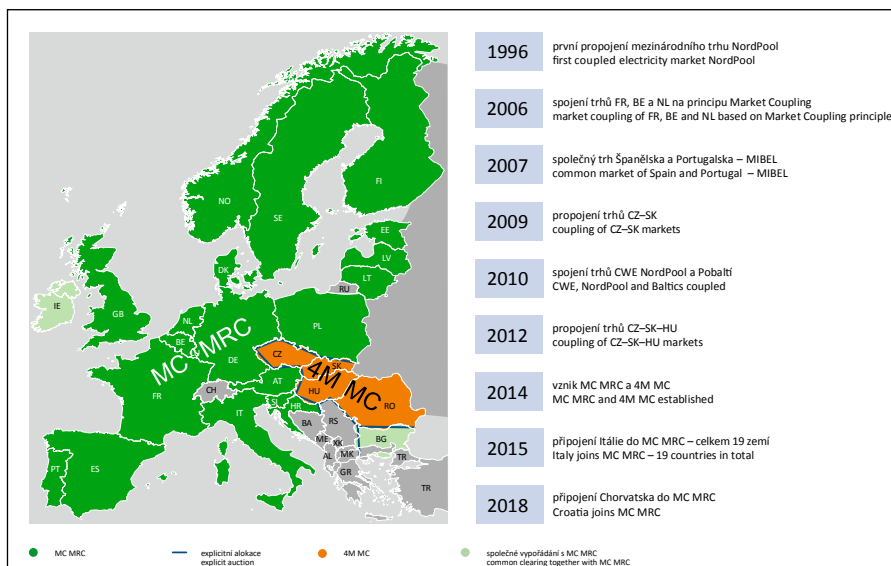 1996
první propojení mezinárodního trhu NordPool
first coupled electricity market NordPool
2006
spojení trhů FR, BE a NL na principu Market Coupling
market coupling of FR, BE and NL based on Market Coupling principle
2007
společný trh Španělska a Portugalska – MIBEL
common market of Spain and Portugal – MIBEL
2009
propojení trhů CZ–SK
coupling of CZ–SK markets
2010
spojení trhů CWE NordPool a Pobaltí
CWE, NordPool and Baltics coupled
2012
propojení trhů CZ–SK–HU
coupling of CZ–SK–HU markets
2014
vznik MC MRC a 4M MC
MC MRC and 4M MC established
2015
připojení Itálie do MC MRC – celkem 19 zemí
Italy joins MC MRC – 19 countries in total
2018
připojení Chorvatska do MC MRC
Croatia joins MC MRC
NO
SE
FI
EE
LV
LT
RU
DK
IE
GB
NL
BE
PL
MC MRC
DE
CZ
SK
4M MC
FR
CH
AT
HU
RO
SI
HR
IT
BA
RS
ME
XK
BG
AL
MK
TR
GR
TR
PT
ES
MC MRC
explicitní alokace
explicit auction
4M MC
společné vypořádání s MC MRC
common clearing together with MC MRC